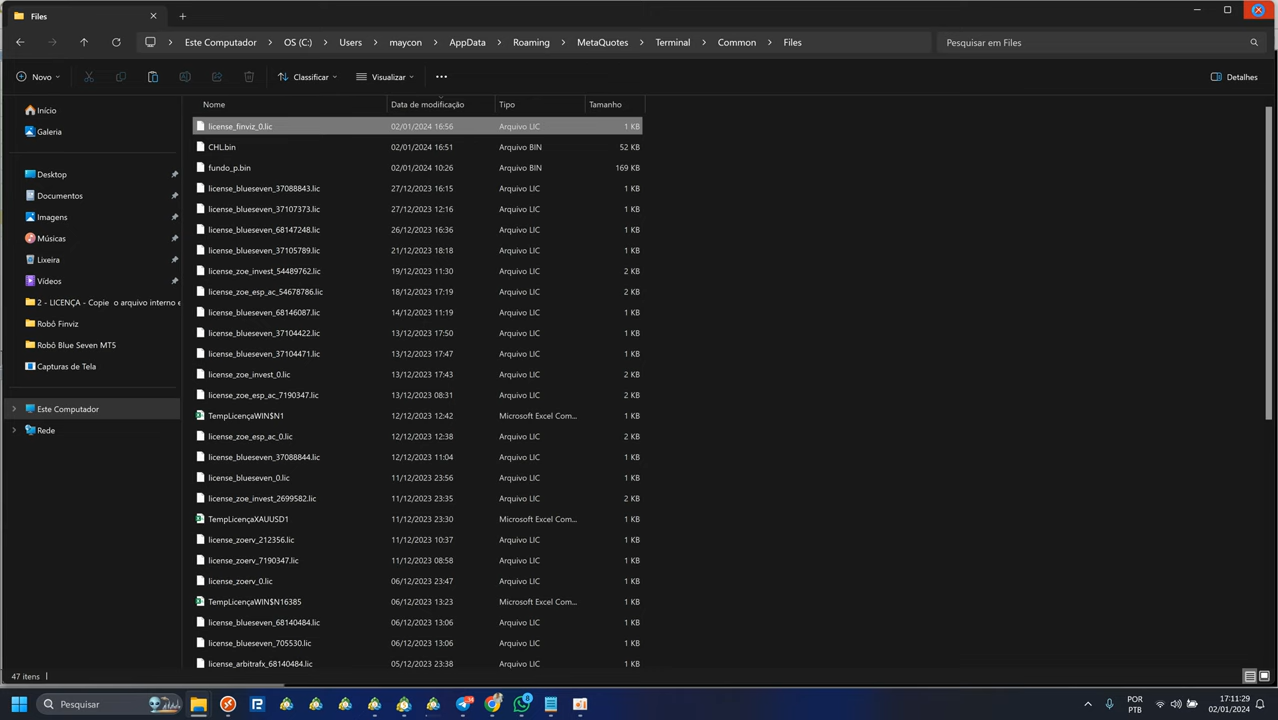 Files
Este Computador > OS (C:) > Users > maycon > AppData > Roaming > MetaQuotes > Terminal > Common > Files
Pesquisar em Files
Novo
Classificar
Visualizar
Detalhes
Nome Data de modificação Tipo Tamanho
Início
Galeria
Desktop
Documentos
Imagens
Músicas
Lixeira
Vídeos
2 - LICENÇA - Copie o arquivo interno e
Robô Finviz
Robô Blue Seven MT5
Capturas de Tela
Este Computador
Rede
license_finviz_0.lic 02/01/2024 16:56 Arquivo LIC 1 KB
CHL.bin 02/01/2024 16:51 Arquivo BIN 52 KB
fundo_p.bin 02/01/2024 10:26 Arquivo BIN 169 KB
license_blueseven_37088843.lic 27/12/2023 16:15 Arquivo LIC 1 KB
license_blueseven_37107373.lic 27/12/2023 12:16 Arquivo LIC 1 KB
license_blueseven_68147248.lic 26/12/2023 16:36 Arquivo LIC 1 KB
license_blueseven_37105789.lic 21/12/2023 18:18 Arquivo LIC 1 KB
license_zoe_invest_54489762.lic 19/12/2023 11:30 Arquivo LIC 2 KB
license_zoe_esp_ac_54678786.lic 18/12/2023 17:19 Arquivo LIC 2 KB
license_blueseven_68146087.lic 14/12/2023 11:19 Arquivo LIC 1 KB
license_blueseven_37104422.lic 13/12/2023 17:50 Arquivo LIC 1 KB
license_blueseven_37104471.lic 13/12/2023 17:47 Arquivo LIC 1 KB
license_zoe_invest_0.lic 13/12/2023 17:43 Arquivo LIC 2 KB
license_zoe_esp_ac_7190347.lic 13/12/2023 08:31 Arquivo LIC 2 KB
TempLicençaWIN$N1 12/12/2023 12:42 Microsoft Excel Com... 1 KB
license_zoe_esp_ac_0.lic 12/12/2023 12:38 Arquivo LIC 2 KB
license_blueseven_37088844.lic 12/12/2023 11:04 Arquivo LIC 1 KB
license_blueseven_0.lic 11/12/2023 23:56 Arquivo LIC 1 KB
license_zoe_invest_2699582.lic 11/12/2023 23:35 Arquivo LIC 2 KB
TempLicençaXAUUSD1 11/12/2023 23:30 Microsoft Excel Com... 1 KB
license_zoerv_212356.lic 11/12/2023 10:37 Arquivo LIC 1 KB
license_zoerv_7190347.lic 11/12/2023 08:58 Arquivo LIC 1 KB
license_zoerv_0.lic 06/12/2023 23:47 Arquivo LIC 1 KB
TempLicençaWIN$N16385 06/12/2023 13:23 Microsoft Excel Com... 1 KB
license_blueseven_68140484.lic 06/12/2023 13:06 Arquivo LIC 1 KB
license_blueseven_705530.lic 06/12/2023 13:06 Arquivo LIC 1 KB
license_arbitrafx_68140484.lic 05/12/2023 23:38 Arquivo LIC 1 KB
47 itens
Pesquisar
POR
PTB
17:11:29
02/01/2024